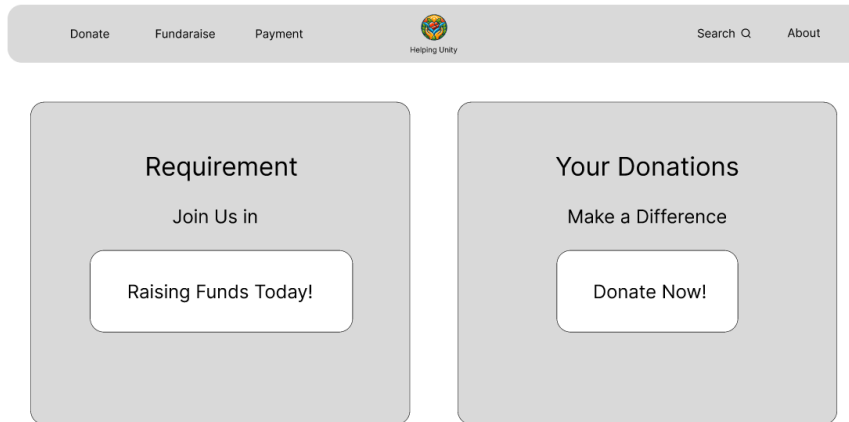 Donate Fundaraise Payment Helping Unity Search About
Requirement
Join Us in
Raising Funds Today!
Your Donations
Make a Difference
Donate Now!